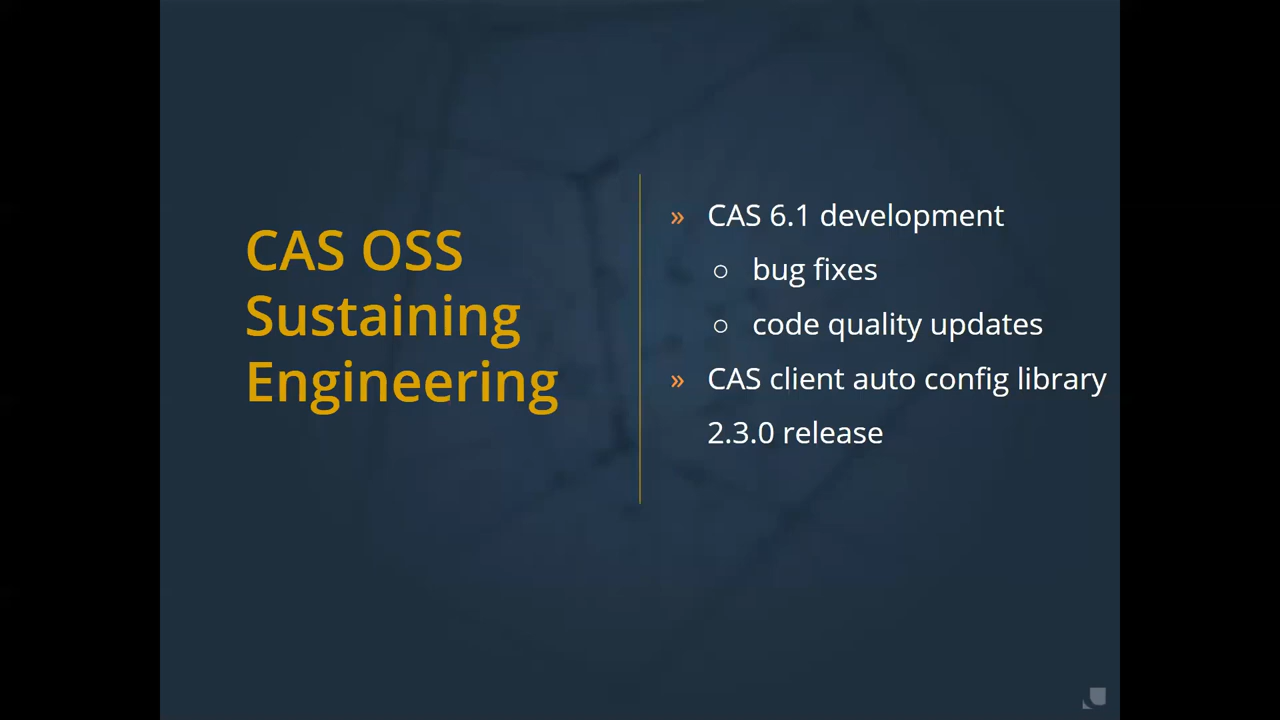 CAS OSS
Sustaining
Engineering
» CAS 6.1 development
○ bug fixes
○ code quality updates
» CAS client auto config library
2.3.0 release